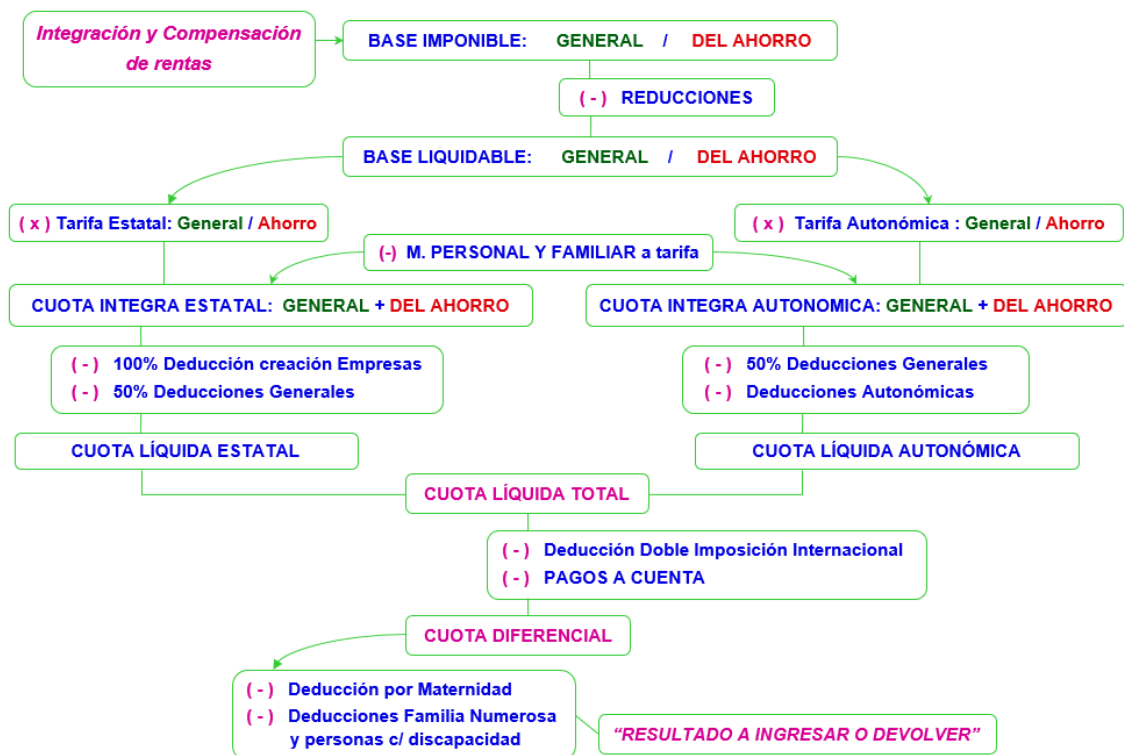 Integración y Compensación
de rentas
BASE IMPONIBLE: GENERAL / DEL AHORRO
( - ) REDUCCIONES
BASE LIQUIDABLE: GENERAL / DEL AHORRO
( x ) Tarifa Estatal: General / Ahorro
( x ) Tarifa Autonómica : General / Ahorro
(-) M. PERSONAL Y FAMILIAR a tarifa
CUOTA INTEGRA ESTATAL: GENERAL + DEL AHORRO
CUOTA INTEGRA AUTONOMICA: GENERAL + DEL AHORRO
( - ) 100% Deducción creación Empresas
( - ) 50% Deducciones Generales
( - ) 50% Deducciones Generales
( - ) Deducciones Autonómicas
CUOTA LÍQUIDA ESTATAL
CUOTA LÍQUIDA AUTONÓMICA
CUOTA LÍQUIDA TOTAL
( - ) Deducción Doble Imposición Internacional
( - ) PAGOS A CUENTA
CUOTA DIFERENCIAL
( - ) Deducción por Maternidad
( - ) Deducciones Familia Numerosa
y personas c/ discapacidad
“RESULTADO A INGRESAR O DEVOLVER”